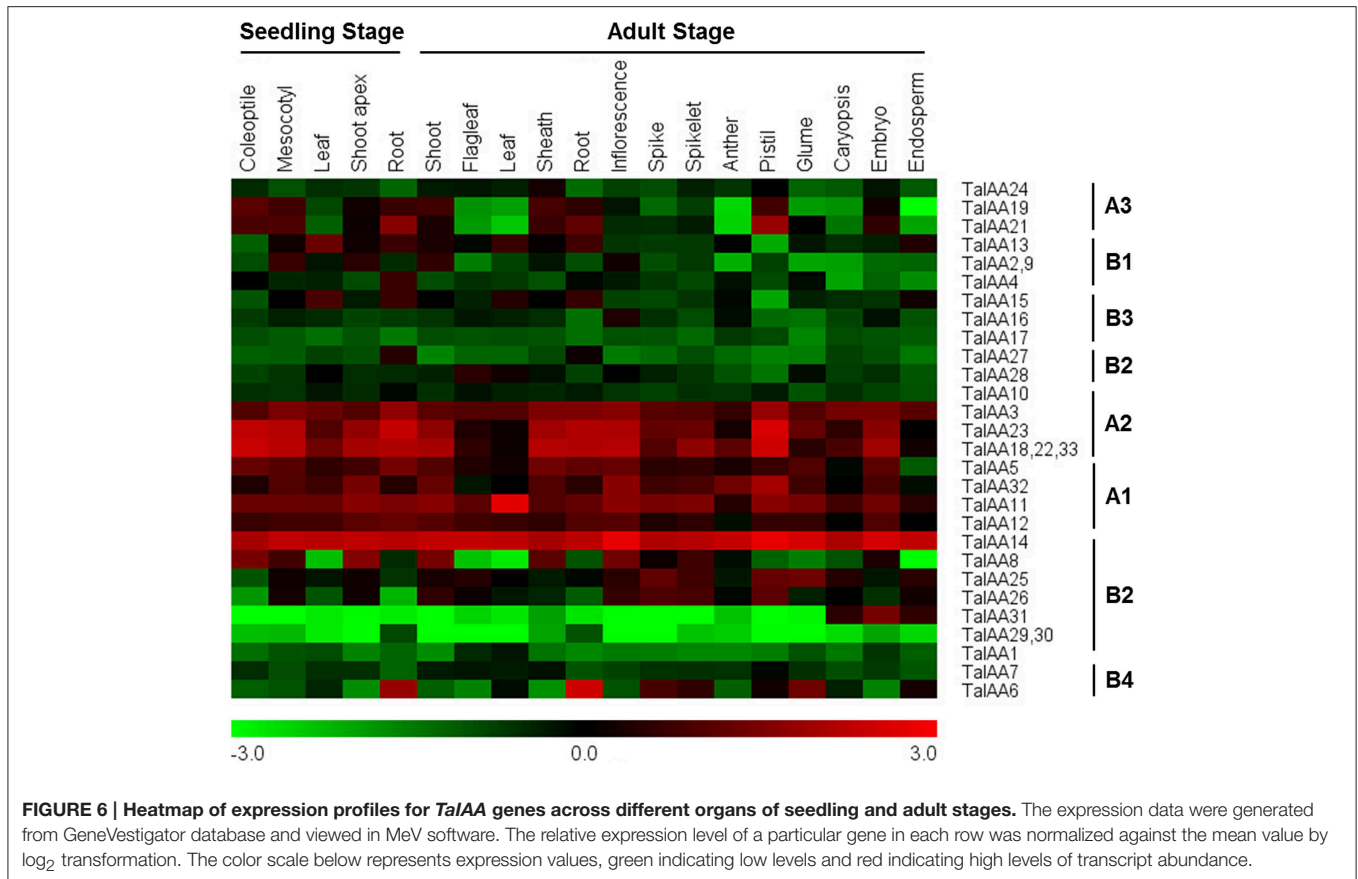 Seedling Stage
Adult Stage
Coleoptile
Mesocotyl
Leaf
Shoot apex
Root
Shoot
Flagleaf
Leaf
Sheath
Root
Inflorescence
Spike
Spikelet
Anther
Pistil
Glume
Caryopsis
Embryo
Endosperm
TaIAA24
TaIAA19
TaIAA21
TaIAA13
TaIAA2,9
TaIAA4
TaIAA15
TaIAA16
TaIAA17
TaIAA27
TaIAA28
TaIAA10
TaIAA3
TaIAA23
TaIAA18,22,33
TaIAA5
TaIAA32
TaIAA11
TaIAA12
TaIAA14
TaIAA8
TaIAA25
TaIAA26
TaIAA31
TaIAA29,30
TaIAA1
TaIAA7
TaIAA6
A3
B1
B3
B2
A2
A1
B2
B4
-3.0
0.0
3.0
FIGURE 6 | Heatmap of expression profiles for TaIAA genes across different organs of seedling and adult stages. The expression data were generated
from GeneVestigator database and viewed in MeV software. The relative expression level of a particular gene in each row was normalized against the mean value by
log2 transformation. The color scale below represents expression values, green indicating low levels and red indicating high levels of transcript abundance.